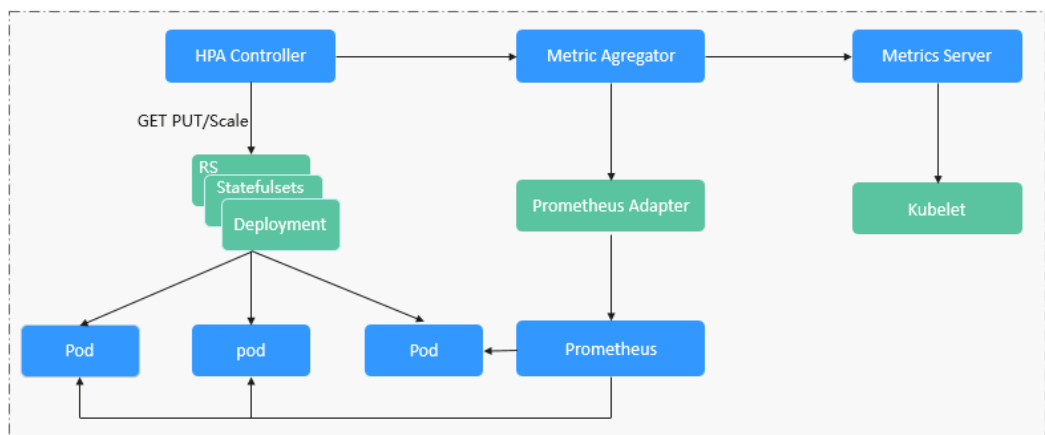 HPA Controller
Metric Agregator
Metrics Server
GET PUT/Scale
RS
Statefulsets
Deployment
Prometheus Adapter
Kubelet
Pod
pod
Pod
Prometheus